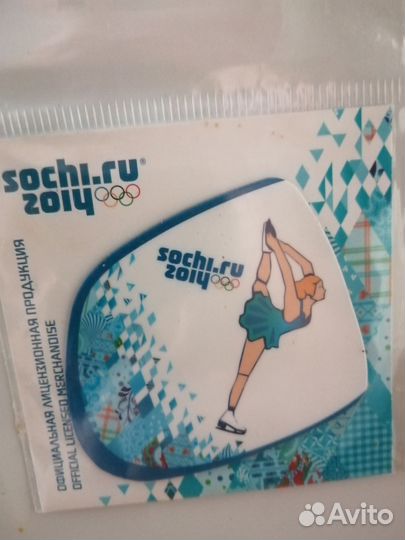 sochi.ru®
2014
sochi.ru
2014
ОФИЦИАЛЬНАЯ ЛИЦЕНЗИОННАЯ ПРОДУКЦИЯ
OFFICIAL LICENSED MERCHANDISE
Avito